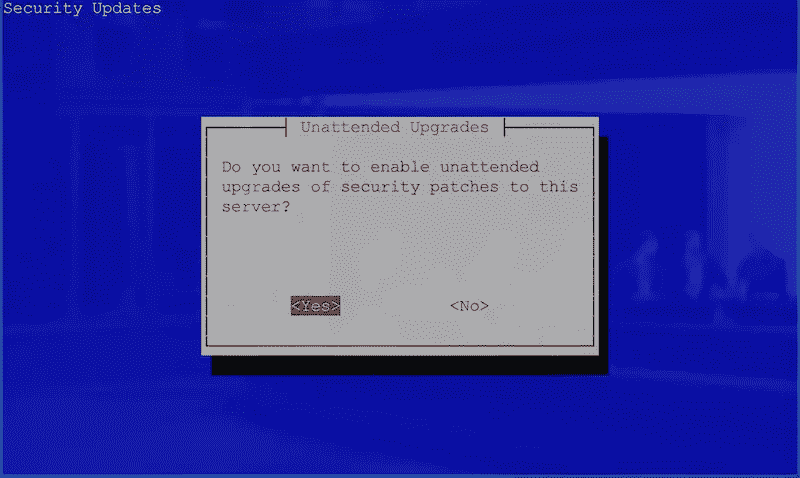 Security Updates
Unattended Upgrades
Do you want to enable unattended
upgrades of security patches to this
server?
<Yes>
<No>